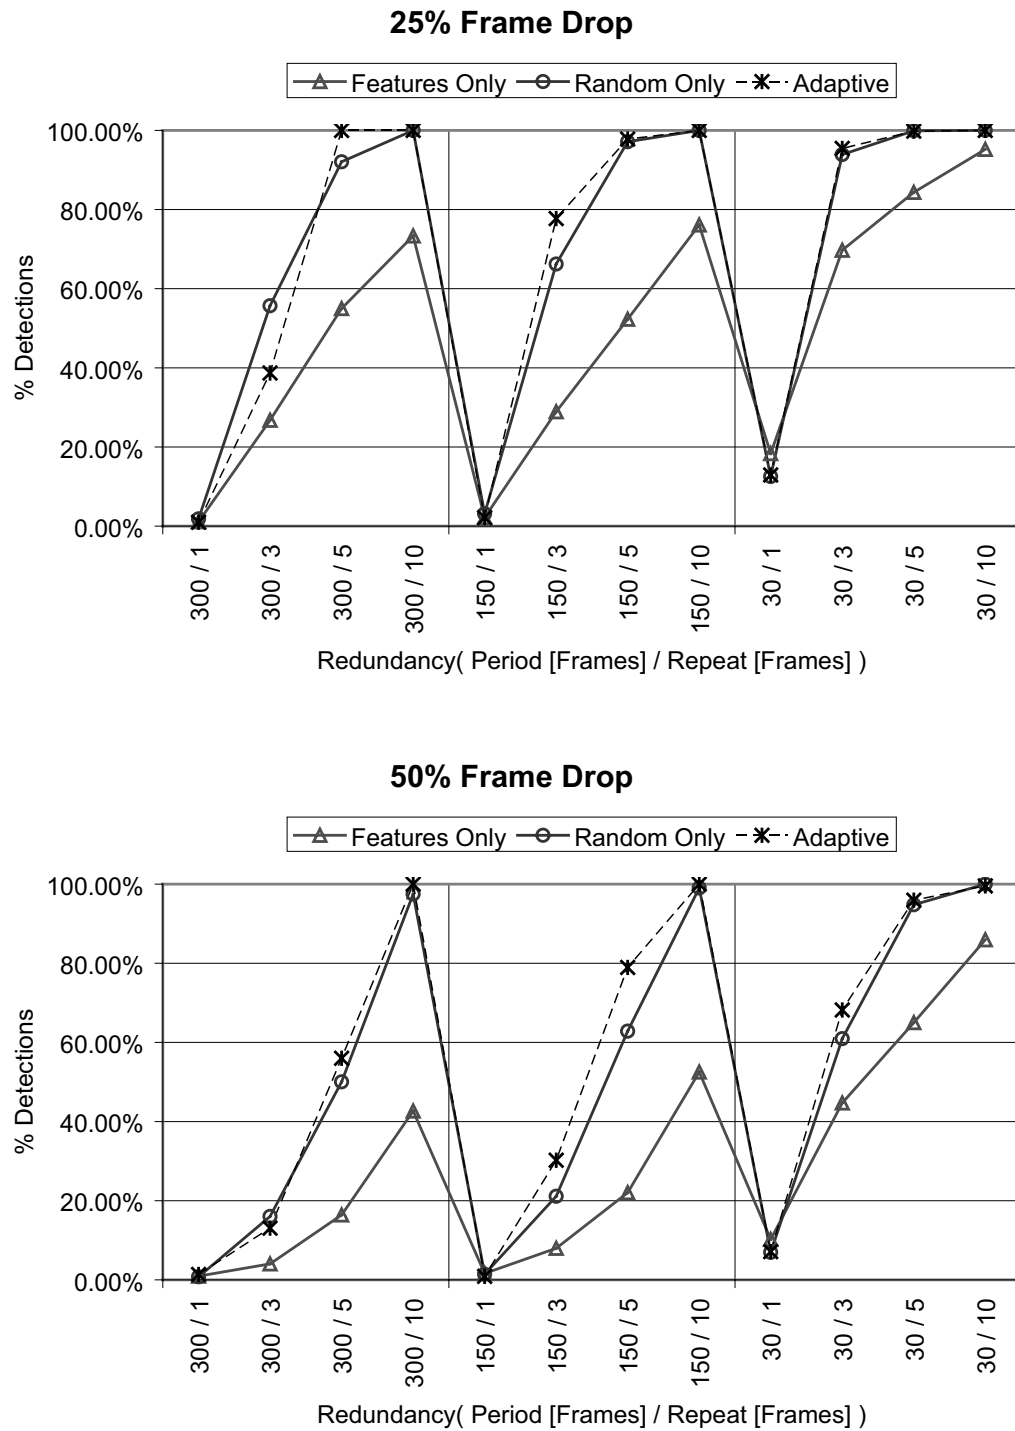 25% Frame Drop
Features Only Random Only Adaptive
100.00%
80.00%
60.00%
40.00%
20.00%
0.00%
% Detections
300 / 1
300 / 3
300 / 5
300 / 10
150 / 1
150 / 3
150 / 5
150 / 10
30 / 1
30 / 3
30 / 5
30 / 10
Redundancy( Period [Frames] / Repeat [Frames] )
50% Frame Drop
Features Only Random Only Adaptive
100.00%
80.00%
60.00%
40.00%
20.00%
0.00%
% Detections
300 / 1
300 / 3
300 / 5
300 / 10
150 / 1
150 / 3
150 / 5
150 / 10
30 / 1
30 / 3
30 / 5
30 / 10
Redundancy( Period [Frames] / Repeat [Frames] )